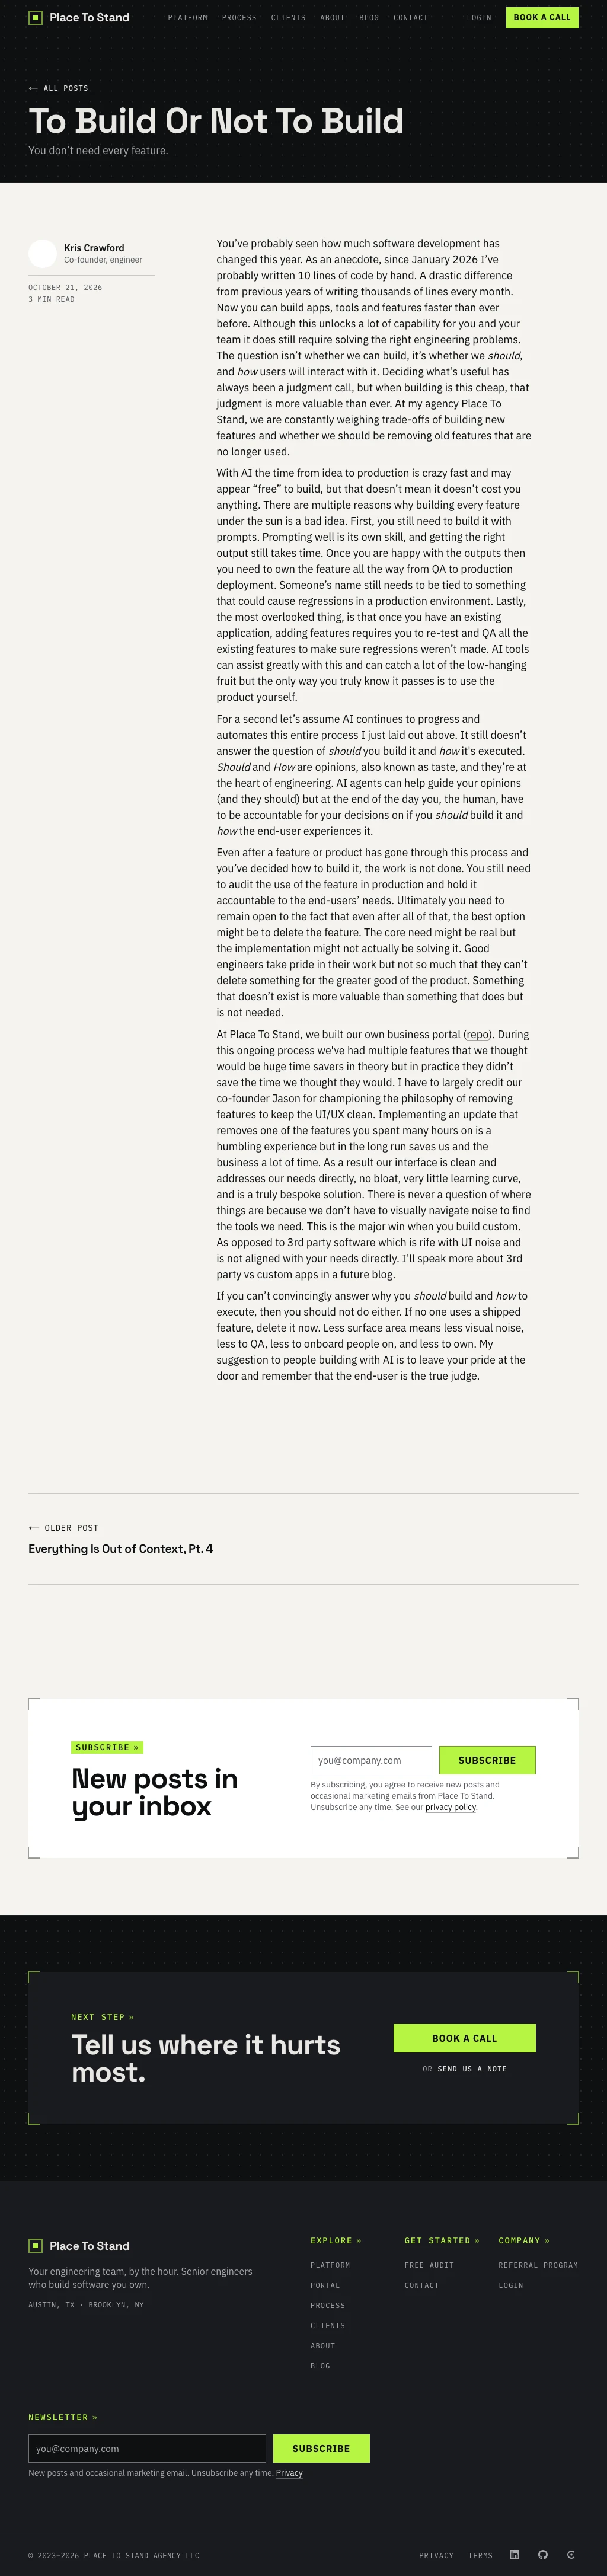 Place To Stand
PLATFORM PROCESS CLIENTS ABOUT BLOG CONTACT LOGIN BOOK A CALL
← ALL POSTS
To Build Or Not To Build
You don’t need every feature.
Kris Crawford
Co-founder, engineer
OCTOBER 21, 2026
3 MIN READ
You’ve probably seen how much software development has
changed this year. As an anecdote, since January 2026 I’ve
probably written 10 lines of code by hand. A drastic difference
from previous years of writing thousands of lines every month.
Now you can build apps, tools and features faster than ever
before. Although this unlocks a lot of capability for you and your
team it does still require solving the right engineering problems.
The question isn’t whether we can build, it’s whether we should,
and how users will interact with it. Deciding what’s useful has
always been a judgment call, but when building is this cheap, that
judgment is more valuable than ever. At my agency Place To
Stand, we are constantly weighing trade-offs of building new
features and whether we should be removing old features that are
no longer used.
With AI the time from idea to production is crazy fast and may
appear “free” to build, but that doesn’t mean it doesn’t cost you
anything. There are multiple reasons why building every feature
under the sun is a bad idea. First, you still need to build it with
prompts. Prompting well is its own skill, and getting the right
output still takes time. Once you are happy with the outputs then
you need to own the feature all the way from QA to production
deployment. Someone’s name still needs to be tied to something
that could cause regressions in a production environment. Lastly,
the most overlooked thing, is that once you have an existing
application, adding features requires you to re-test and QA all the
existing features to make sure regressions weren’t made. AI tools
can assist greatly with this and can catch a lot of the low-hanging
fruit but the only way you truly know it passes is to use the
product yourself.
For a second let’s assume AI continues to progress and
automates this entire process I just laid out above. It still doesn’t
answer the question of should you build it and how it's executed.
Should and How are opinions, also known as taste, and they’re at
the heart of engineering. AI agents can help guide your opinions
(and they should) but at the end of the day you, the human, have
to be accountable for your decisions on if you should build it and
how the end-user experiences it.
Even after a feature or product has gone through this process and
you’ve decided how to build it, the work is not done. You still need
to audit the use of the feature in production and hold it
accountable to the end-users’ needs. Ultimately you need to
remain open to the fact that even after all of that, the best option
might be to delete the feature. The core need might be real but
the implementation might not actually be solving it. Good
engineers take pride in their work but not so much that they can’t
delete something for the greater good of the product. Something
that doesn’t exist is more valuable than something that does but
is not needed.
At Place To Stand, we built our own business portal (repo). During
this ongoing process we've had multiple features that we thought
would be huge time savers in theory but in practice they didn’t
save the time we thought they would. I have to largely credit our
co-founder Jason for championing the philosophy of removing
features to keep the UI/UX clean. Implementing an update that
removes one of the features you spent many hours on is a
humbling experience but in the long run saves us and the
business a lot of time. As a result our interface is clean and
addresses our needs directly, no bloat, very little learning curve,
and is a truly bespoke solution. There is never a question of where
things are because we don’t have to visually navigate noise to find
the tools we need. This is the major win when you build custom.
As opposed to 3rd party software which is rife with UI noise and
is not aligned with your needs directly. I’ll speak more about 3rd
party vs custom apps in a future blog.
If you can’t convincingly answer why you should build and how to
execute, then you should not do either. If no one uses a shipped
feature, delete it now. Less surface area means less visual noise,
less to QA, less to onboard people on, and less to own. My
suggestion to people building with AI is to leave your pride at the
door and remember that the end-user is the true judge.
← OLDER POST
Everything Is Out of Context, Pt. 4
SUBSCRIBE »
New posts in
your inbox
you@company.com SUBSCRIBE
By subscribing, you agree to receive new posts and
occasional marketing emails from Place To Stand.
Unsubscribe any time. See our privacy policy.
NEXT STEP »
Tell us where it hurts
most.
BOOK A CALL
OR SEND US A NOTE
Place To Stand
Your engineering team, by the hour. Senior engineers
who build software you own.
AUSTIN, TX · BROOKLYN, NY
EXPLORE »
PLATFORM
PORTAL
PROCESS
CLIENTS
ABOUT
BLOG
GET STARTED »
FREE AUDIT
CONTACT
COMPANY »
REFERRAL PROGRAM
LOGIN
NEWSLETTER »
you@company.com SUBSCRIBE
New posts and occasional marketing email. Unsubscribe any time. Privacy
© 2023–2026 PLACE TO STAND AGENCY LLC
PRIVACY TERMS